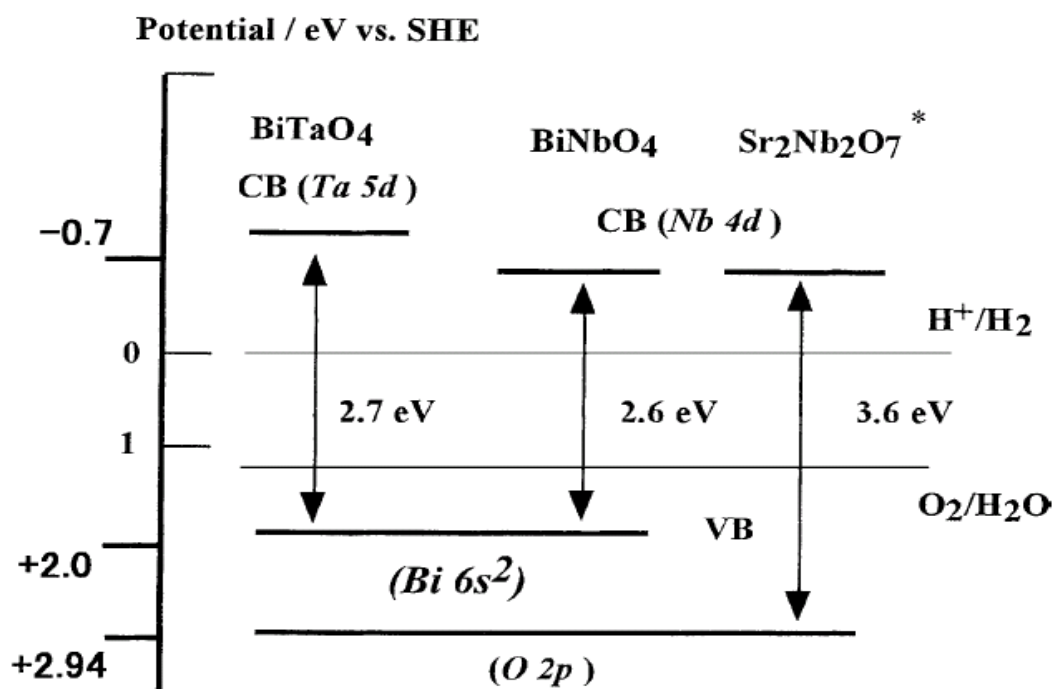 Potential / eV vs. SHE
BiTaO4
BiNbO4
Sr2Nb2O7 *
CB (Ta 5d )
CB (Nb 4d )
−0.7
H+/H2
0
2.7 eV
2.6 eV
3.6 eV
1
O2/H2O
VB
+2.0
(Bi 6s2)
+2.94
(O 2p )